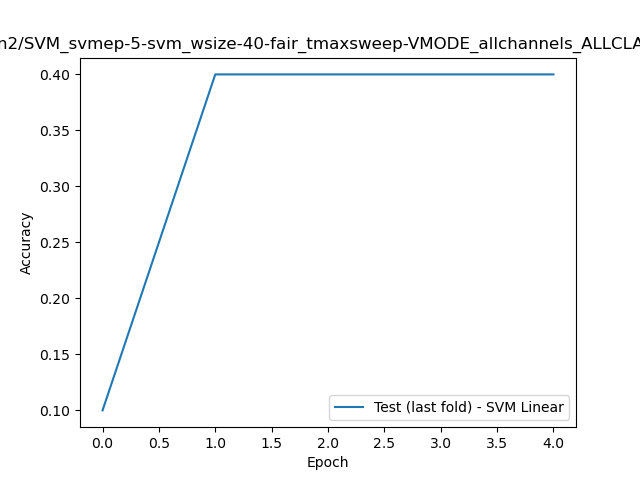 n2/SVM_svmep-5-svm_wsize-40-fair_tmaxsweep-VMODE_allchannels_ALLCLA
0.40
0.35
0.30
0.25
0.20
0.15
0.10
Accuracy
Test (last fold) - SVM Linear
0.0 0.5 1.0 1.5 2.0 2.5 3.0 3.5 4.0
Epoch